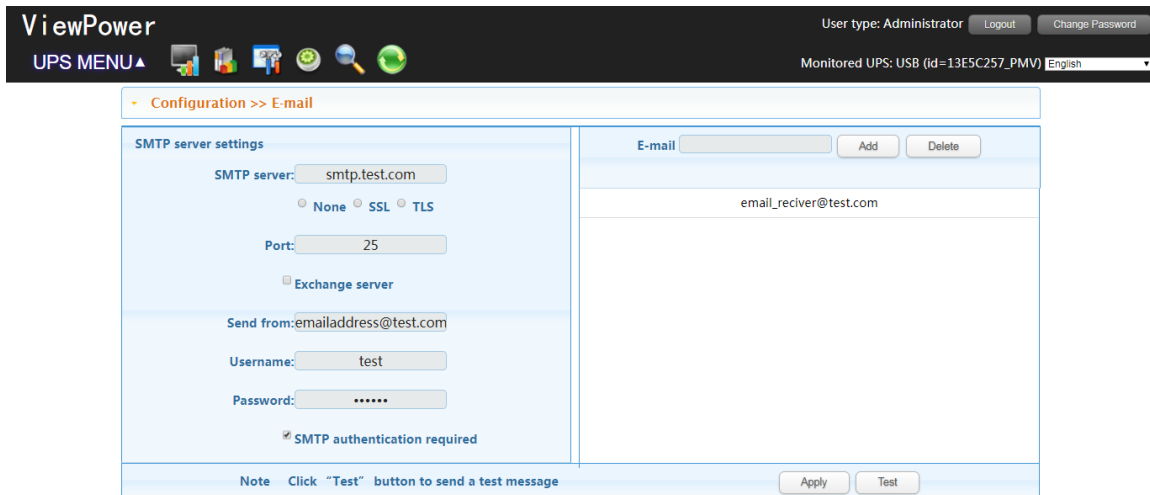 ViewPower
User type: Administrator Logout Change Password
UPS MENU▲
Monitored UPS: USB (id=13E5C257_PMV) English
Configuration >> E-mail
SMTP server settings
SMTP server: smtp.test.com
None SSL TLS
Port: 25
Exchange server
Send from: emailaddress@test.com
Username: test
Password: ••••••
SMTP authentication required
E-mail Add Delete
email_reciver@test.com
Note Click “Test” button to send a test message
Apply Test